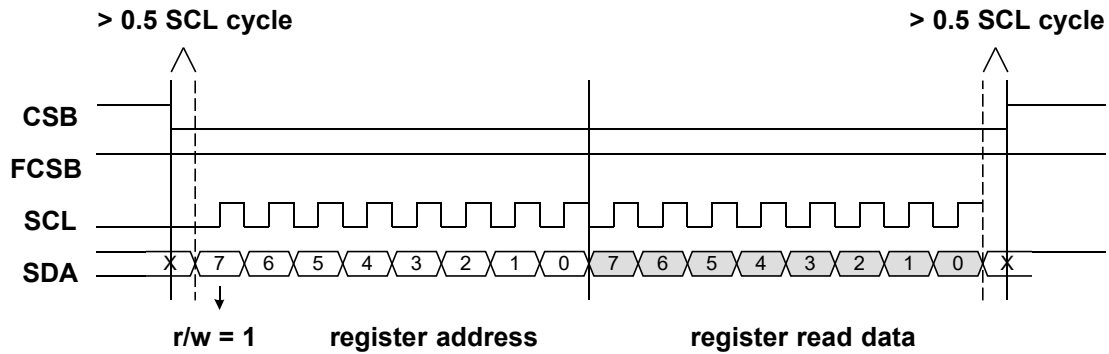 > 0.5 SCL cycle > 0.5 SCL cycle
CSB
FCSB
SCL
SDA X 7 6 5 4 3 2 1 0 7 6 5 4 3 2 1 0 X
r/w = 1 register address register read data